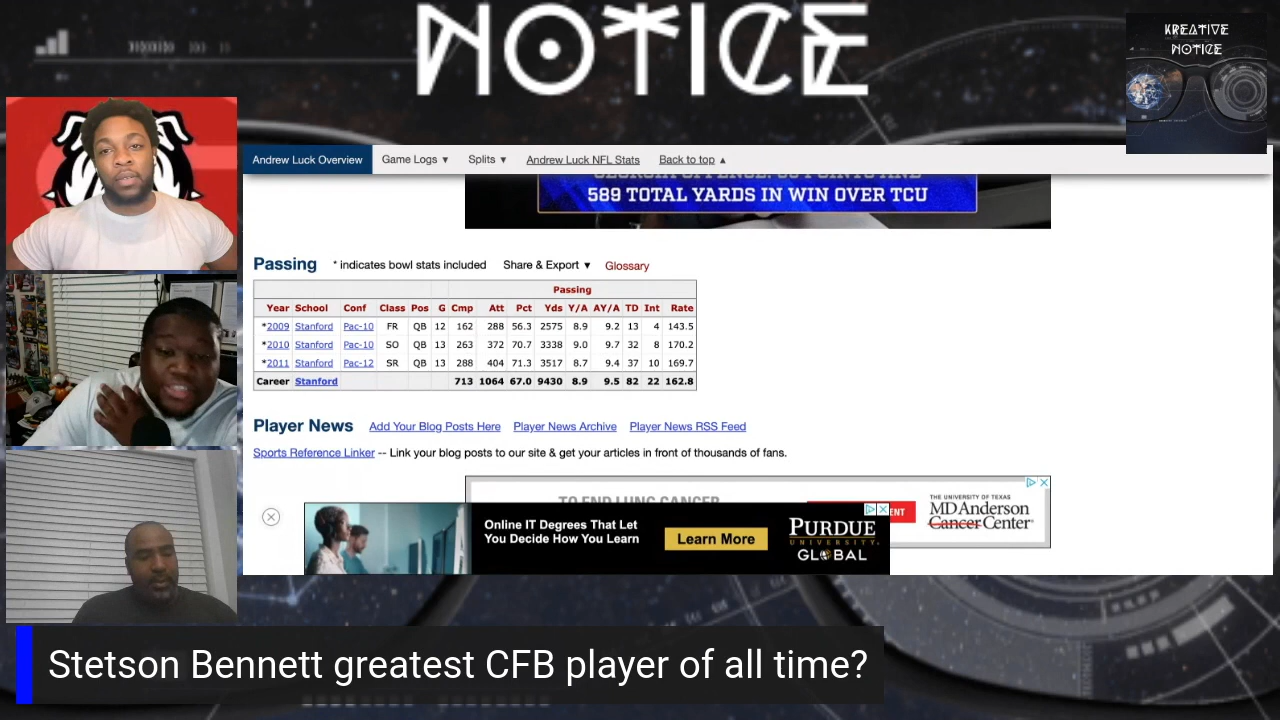 NOTICE
KREATIVE
NOTICE
Andrew Luck Overview Game Logs ▼ Splits ▼ Andrew Luck NFL Stats Back to top ▲
589 TOTAL YARDS IN WIN OVER TCU
Passing * indicates bowl stats included Share & Export ▼ Glossary
Passing
Year School Conf Class Pos G Cmp Att Pct Yds Y/A AY/A TD Int Rate
*2009 Stanford Pac-10 FR QB 12 162 288 56.3 2575 8.9 9.2 13 4 143.5
*2010 Stanford Pac-10 SO QB 13 263 372 70.7 3338 9.0 9.7 32 8 170.2
*2011 Stanford Pac-12 SR QB 13 288 404 71.3 3517 8.7 9.4 37 10 169.7
Career Stanford 713 1064 67.0 9430 8.9 9.5 82 22 162.8
Player News Add Your Blog Posts Here Player News Archive Player News RSS Feed
Sports Reference Linker -- Link your blog posts to our site & get your articles in front of thousands of fans.
TO END LUNG CANCER
THE UNIVERSITY OF TEXAS
MD Anderson
Cancer Center
Online IT Degrees That Let
You Decide How You Learn
Learn More
PURDUE
UNIVERSITY
GLOBAL
Stetson Bennett greatest CFB player of all time?